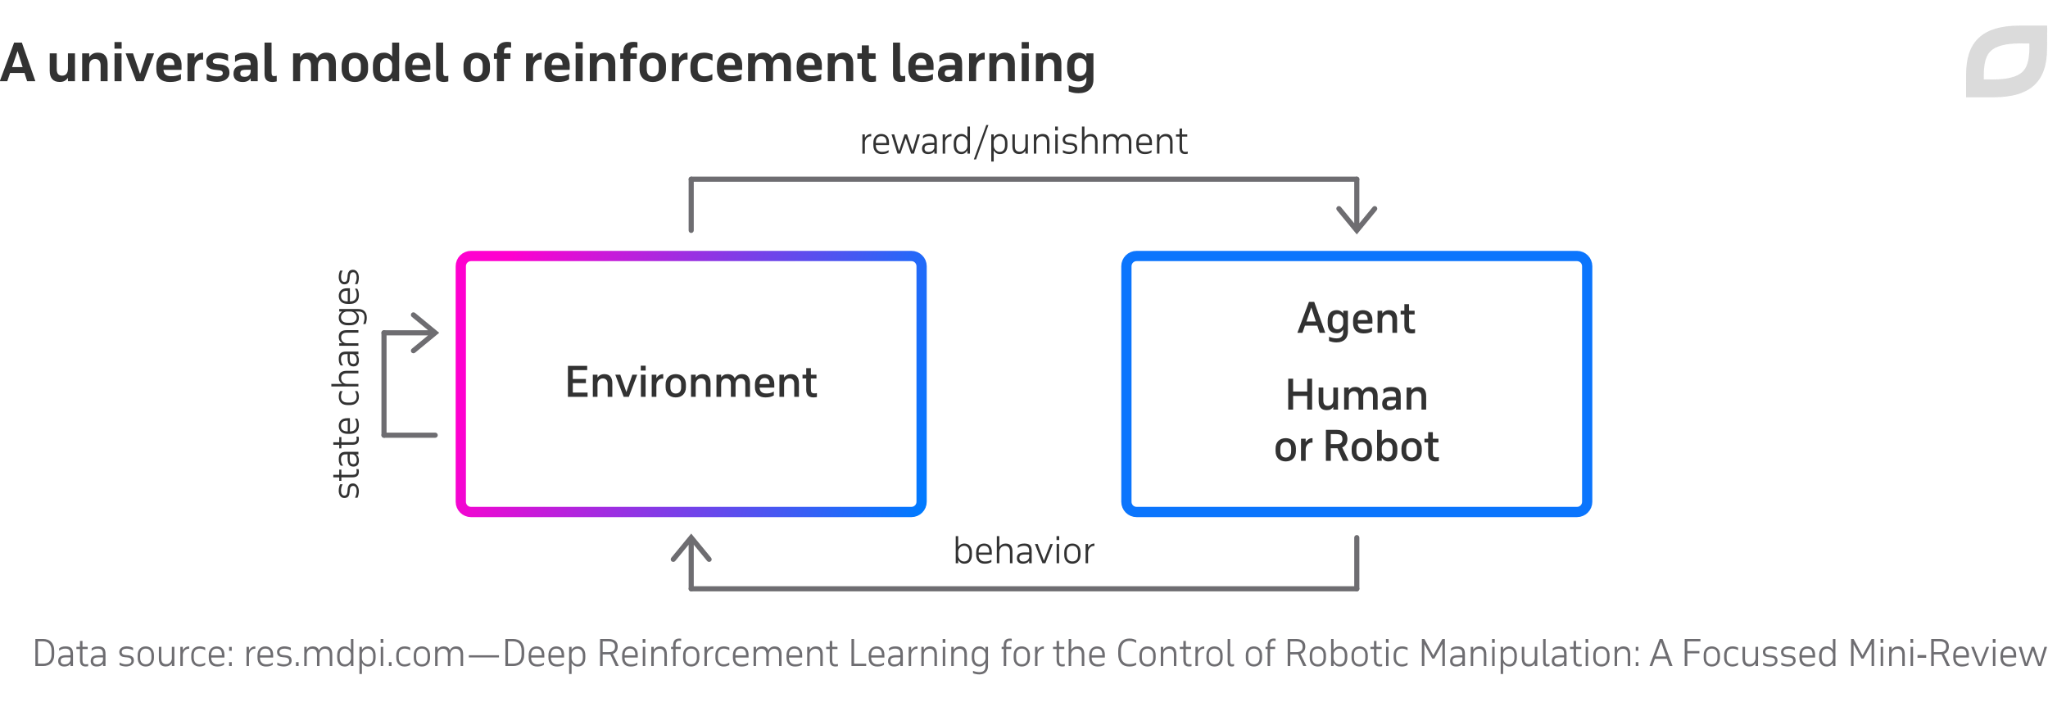 A universal model of reinforcement learning
reward/punishment
state changes
Environment
Agent
Human
or Robot
behavior
Data source: res.mdpi.com—Deep Reinforcement Learning for the Control of Robotic Manipulation: A Focussed Mini-Review